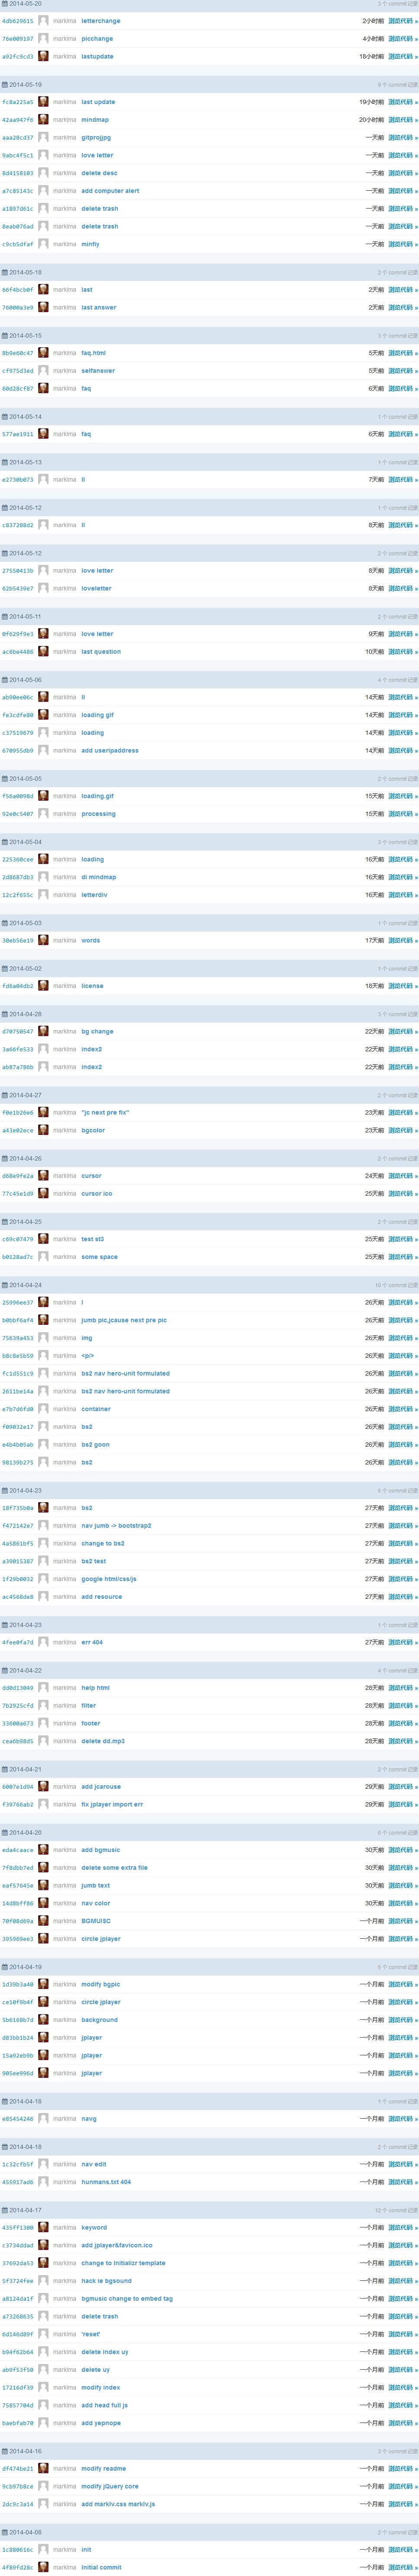 2014-05-20 3 个 commit 记录
4db629615 markima letterchange 2小时前 浏览代码 »
76e009197 markima picchange 4小时前 浏览代码 »
a92fc9cd3 markima lastupdate 18小时前 浏览代码 »
2014-05-19 9 个 commit 记录
fc8a225a5 markima last update 19小时前 浏览代码 »
42aa947f6 markima mindmap 20小时前 浏览代码 »
aaa28cd37 markima gitprojjpg 一天前 浏览代码 »
9abc4f5c1 markima love letter 一天前 浏览代码 »
8d4158103 markima delete desc 一天前 浏览代码 »
a7c85143c markima add computer alert 一天前 浏览代码 »
a1897d61c markima delete trash 一天前 浏览代码 »
8eab076ad markima delete trash 一天前 浏览代码 »
c9cb5dfaf markima minfiy 一天前 浏览代码 »
2014-05-18 2 个 commit 记录
66f4bcb0f markima last 2天前 浏览代码 »
76000a3e9 markima last answer 2天前 浏览代码 »
2014-05-15 3 个 commit 记录
8b9e60c47 markima faq.html 5天前 浏览代码 »
cf975d3ed markima selfanswer 5天前 浏览代码 »
60d28cf87 markima faq 6天前 浏览代码 »
2014-05-14 1 个 commit 记录
577ae1911 markima faq 6天前 浏览代码 »
2014-05-13 1 个 commit 记录
e2730b073 markima ll 7天前 浏览代码 »
2014-05-12 1 个 commit 记录
c837288d2 markima ll 8天前 浏览代码 »
2014-05-12 2 个 commit 记录
27550413b markima love letter 8天前 浏览代码 »
62b5439e7 markima loveletter 8天前 浏览代码 »
2014-05-11 2 个 commit 记录
0f629f9e3 markima love letter 9天前 浏览代码 »
ac6be4486 markima last question 10天前 浏览代码 »
2014-05-06 4 个 commit 记录
ab90ee06c markima ll 14天前 浏览代码 »
fe3cdfe80 markima loading gif 14天前 浏览代码 »
c37519679 markima loading 14天前 浏览代码 »
670955db9 markima add useripaddress 14天前 浏览代码 »
2014-05-05 2 个 commit 记录
f56a0098d markima loading.gif 15天前 浏览代码 »
92e0c5407 markima processing 15天前 浏览代码 »
2014-05-04 3 个 commit 记录
225360cee markima loading 16天前 浏览代码 »
2d8687db3 markima di mindmap 16天前 浏览代码 »
12c2f655c markima letterdiv 16天前 浏览代码 »
2014-05-03 1 个 commit 记录
30eb56e19 markima words 17天前 浏览代码 »
2014-05-02 1 个 commit 记录
fd6a04db2 markima license 18天前 浏览代码 »
2014-04-28 3 个 commit 记录
d70750547 markima bg change 22天前 浏览代码 »
3a66fe533 markima index2 22天前 浏览代码 »
ab87a786b markima index2 22天前 浏览代码 »
2014-04-27 2 个 commit 记录
f0e1b26e6 markima "jc next pre fix" 23天前 浏览代码 »
a43e02ece markima bgcolor 23天前 浏览代码 »
2014-04-26 2 个 commit 记录
d68e9fe2a markima cursor 24天前 浏览代码 »
77c45e1d9 markima cursor ico 25天前 浏览代码 »
2014-04-25 2 个 commit 记录
c69c07479 markima test st3 25天前 浏览代码 »
b0128ad7c markima some space 25天前 浏览代码 »
2014-04-24 10 个 commit 记录
25996ee37 markima l 26天前 浏览代码 »
b0bbf6af4 markima jumb pic,jcause next pre pic 26天前 浏览代码 »
75639a453 markima img 26天前 浏览代码 »
b8c8e5b59 markima <p/> 26天前 浏览代码 »
fc1d551c9 markima bs2 nav hero-unit formulated 26天前 浏览代码 »
2611be14a markima bs2 nav hero-unit formulated 26天前 浏览代码 »
e7b7d6fd0 markima container 26天前 浏览代码 »
f09032e17 markima bs2 26天前 浏览代码 »
e4b4b05ab markima bs2 goon 26天前 浏览代码 »
98139b275 markima bs2 26天前 浏览代码 »
2014-04-23 6 个 commit 记录
18f735b0a markima bs2 27天前 浏览代码 »
f472142e7 markima nav jumb -> bootstrap2 27天前 浏览代码 »
4a5861bf5 markima change to bs2 27天前 浏览代码 »
a39015387 markima bs2 test 27天前 浏览代码 »
1f29b0032 markima google html/css/js 27天前 浏览代码 »
ac4568de8 markima add resource 27天前 浏览代码 »
2014-04-23 1 个 commit 记录
4fee0fa7d markima err 404 27天前 浏览代码 »
2014-04-22 4 个 commit 记录
dd0d13049 markima help html 28天前 浏览代码 »
7b2925cfd markima filter 28天前 浏览代码 »
33600a673 markima footer 28天前 浏览代码 »
cea6b98d5 markima delete dd.mp3 28天前 浏览代码 »
2014-04-21 2 个 commit 记录
6007e1d94 markima add jcarouse 29天前 浏览代码 »
f39766ab2 markima fix jplayer import err 29天前 浏览代码 »
2014-04-20 6 个 commit 记录
eda4caace markima add bgmusic 30天前 浏览代码 »
7f8dbb7ed markima delete some extra file 30天前 浏览代码 »
eaf57645e markima jumb text 30天前 浏览代码 »
14d8bff86 markima nav color 30天前 浏览代码 »
70f08d69a markima BGMUISC 一个月前 浏览代码 »
395969ee3 markima circle jplayer 一个月前 浏览代码 »
2014-04-19 6 个 commit 记录
1d39b3a40 markima modify bgpic 一个月前 浏览代码 »
ce10f9b4f markima circle jplayer 一个月前 浏览代码 »
5b6168b7d markima background 一个月前 浏览代码 »
d83bb1b24 markima jplayer 一个月前 浏览代码 »
15a92eb9b markima jplayer 一个月前 浏览代码 »
905ee996d markima jplayer 一个月前 浏览代码 »
2014-04-18 1 个 commit 记录
e85454246 markima navg 一个月前 浏览代码 »
2014-04-18 2 个 commit 记录
1c32cfb5f markima nav edit 一个月前 浏览代码 »
455917ad6 markima hunmans.txt 404 一个月前 浏览代码 »
2014-04-17 12 个 commit 记录
435ff1300 markima keyword 一个月前 浏览代码 »
c3734ddad markima add jplayer&favicon.ico 一个月前 浏览代码 »
37692da53 markima change to Initializr template 一个月前 浏览代码 »
5f3724fee markima hack ie bgsound 一个月前 浏览代码 »
a8124da1f markima bgmusic change to embed tag 一个月前 浏览代码 »
a73268635 markima delete trash 一个月前 浏览代码 »
6d146d89f markima 'reset' 一个月前 浏览代码 »
b94f62b64 markima delete index uy 一个月前 浏览代码 »
ab9f53f50 markima delete uy 一个月前 浏览代码 »
17216df39 markima modify index 一个月前 浏览代码 »
75857704d markima add head full js 一个月前 浏览代码 »
baebfab70 markima add yepnope 一个月前 浏览代码 »
2014-04-16 3 个 commit 记录
df474be21 markima modify readme 一个月前 浏览代码 »
9cb97b8ce markima modify jQuery core 一个月前 浏览代码 »
2dc9c3a14 markima add markiv.css markiv.js 一个月前 浏览代码 »
2014-04-08 2 个 commit 记录
1c880616c markima init 一个月前 浏览代码 »
4f89fd28c markima Initial commit 一个月前 浏览代码 »